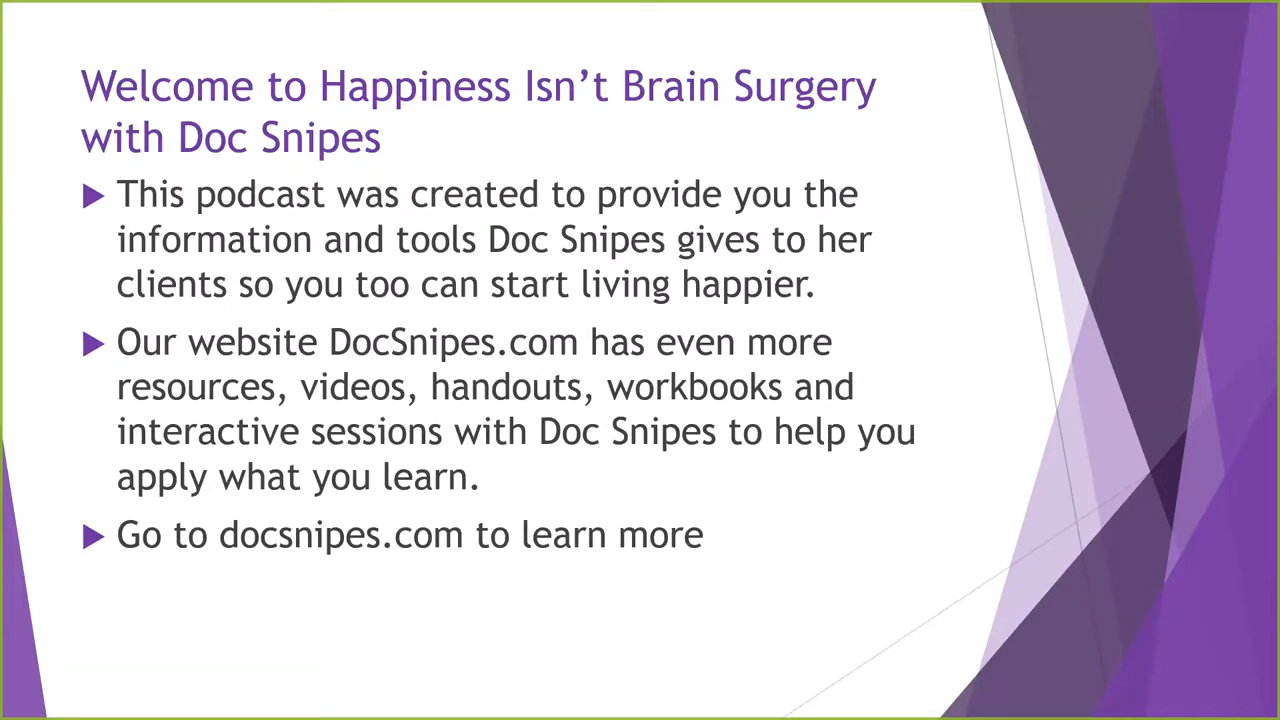 Welcome to Happiness Isn’t Brain Surgery
with Doc Snipes
This podcast was created to provide you the
information and tools Doc Snipes gives to her
clients so you too can start living happier.
Our website DocSnipes.com has even more
resources, videos, handouts, workbooks and
interactive sessions with Doc Snipes to help you
apply what you learn.
Go to docsnipes.com to learn more